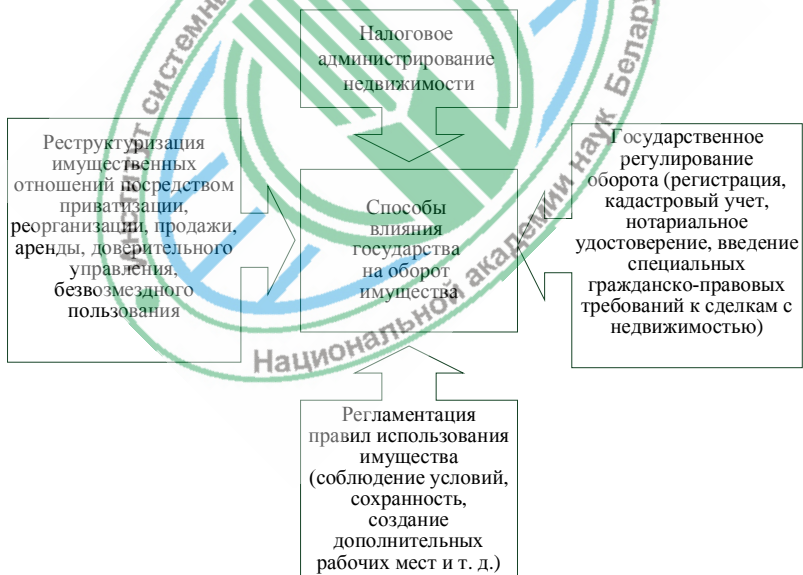 Налоговое
администрирование
недвижимости
Реструктуризация
имущественных
отношений посредством
приватизации,
реорганизации, продажи,
аренды, доверительного
управления,
безвозмездного
пользования
Способы
влияния
государства
на оборот
имущества
Государственное
регулирование
оборота (регистрация,
кадастровый учет,
нотариальное
удостоверение, введение
специальных
гражданско-правовых
требований к сделкам с
недвижимостью)
Регламентация
правил использования
имущества
(соблюдение условий,
сохранность,
создание
дополнительных
рабочих мест и т. д.)
Институт
Национальной академии наук